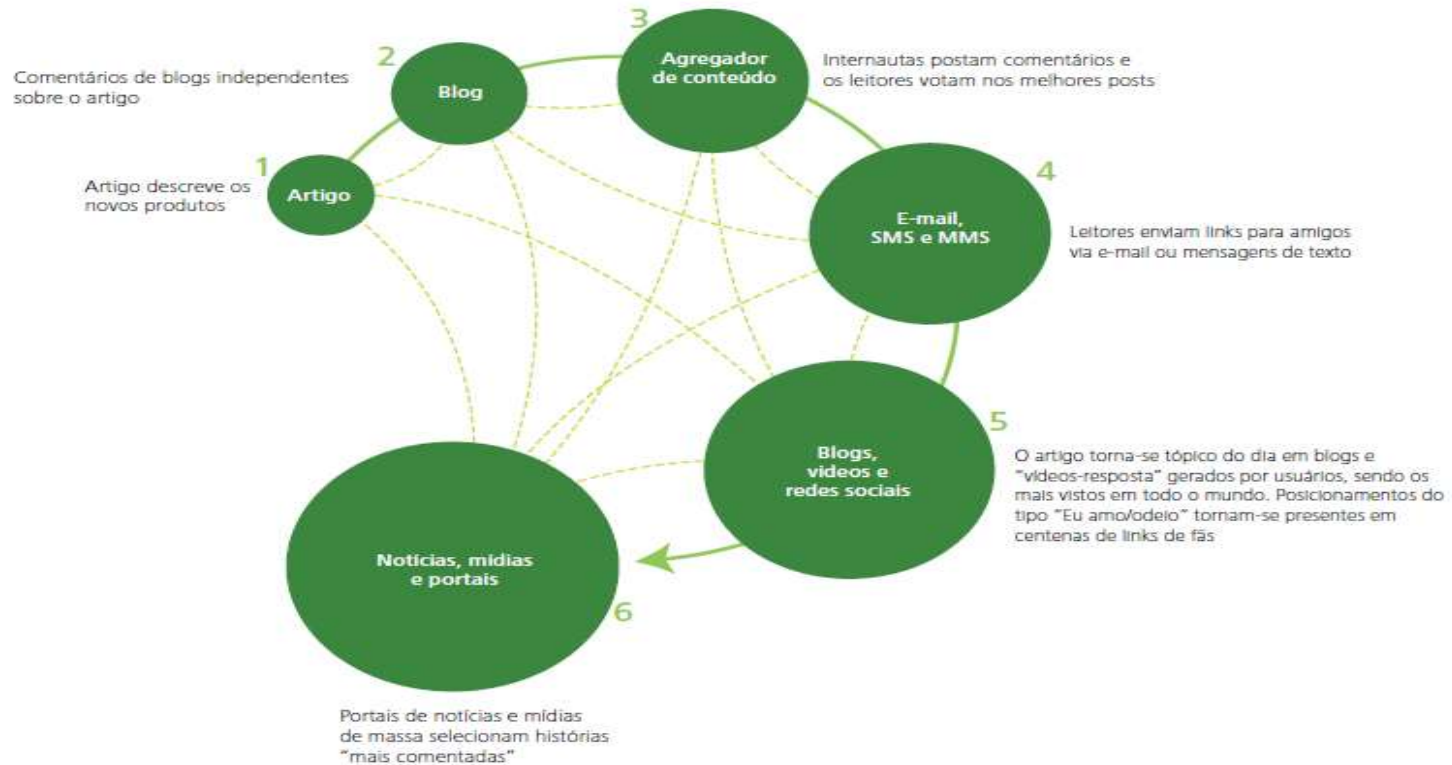 1
Artigo
Artigo descreve os
novos produtos
2
Blog
Comentários de blogs independentes
sobre o artigo
3
Agregador
de conteúdo
Internautas postam comentários e
os leitores votam nos melhores posts
4
E-mail,
SMS e MMS
Leitores enviam links para amigos
via e-mail ou mensagens de texto
5
Blogs,
vídeos e
redes sociais
O artigo torna-se tópico do dia em blogs e
"vídeos-resposta" gerados por usuários, sendo os
mais vistos em todo o mundo. Posicionamentos do
tipo "Eu amo/odeio" tornam-se presentes em
centenas de links de fãs
6
Notícias, mídias
e portais
Portais de notícias e mídias
de massa selecionam histórias
"mais comentadas"